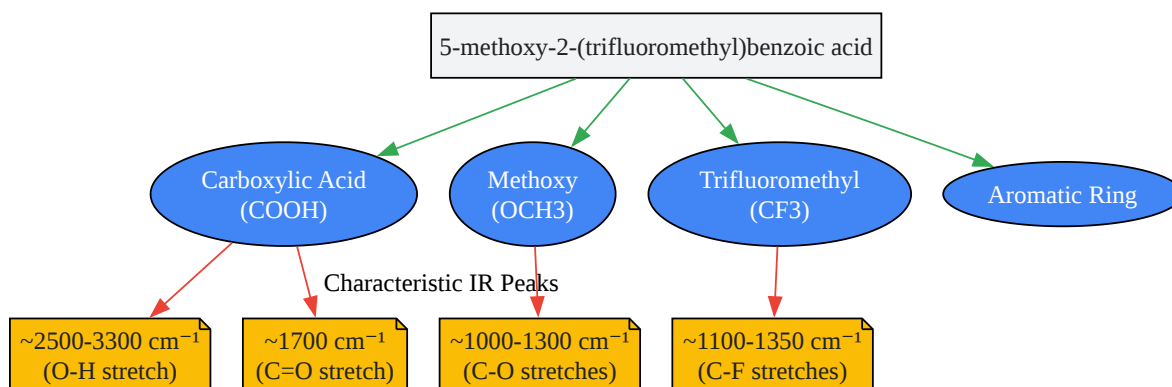 5-methoxy-2-(trifluoromethyl)benzoic acid
Carboxylic Acid
(COOH)
Methoxy
(OCH3)
Trifluoromethyl
(CF3)
Aromatic Ring
Characteristic IR Peaks
~2500-3300 cm⁻¹
(O-H stretch)
~1700 cm⁻¹
(C=O stretch)
~1000-1300 cm⁻¹
(C-O stretches)
~1100-1350 cm⁻¹
(C-F stretches)